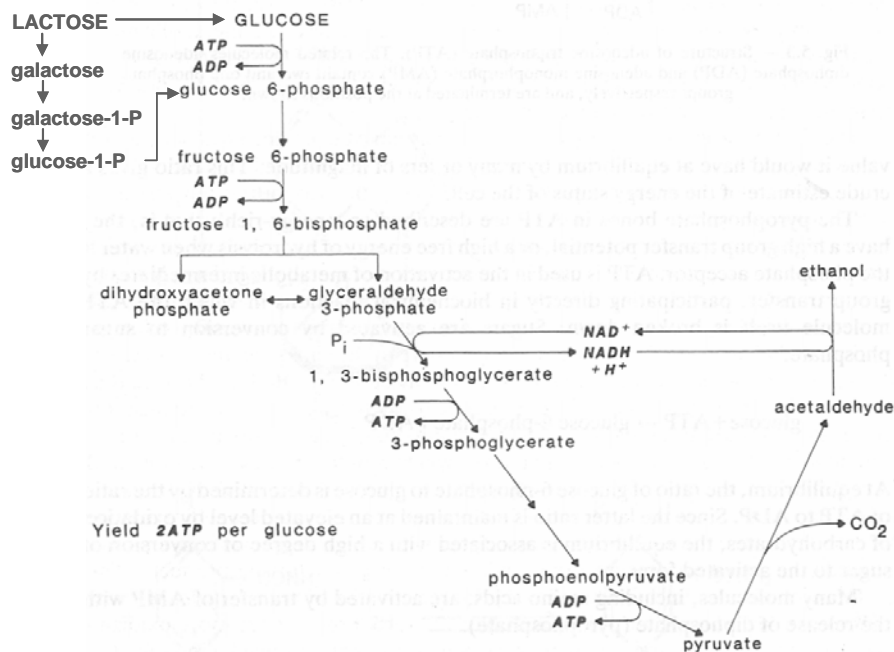 LACTOSE
GLUCOSE
ATP
ADP
galactose
glucose 6-phosphate
galactose-1-P
glucose-1-P
fructose 6-phosphate
ATP
ADP
fructose 1, 6-bisphosphate
ethanol
dihydroxyacetone
phosphate
glyceraldehyde
3-phosphate
Pi
NAD+
NADH
+ H+
1, 3-bisphosphoglycerate
ADP
ATP
acetaldehyde
3-phosphoglycerate
Yield 2ATP per glucose
CO2
phosphoenolpyruvate
ADP
ATP
pyruvate